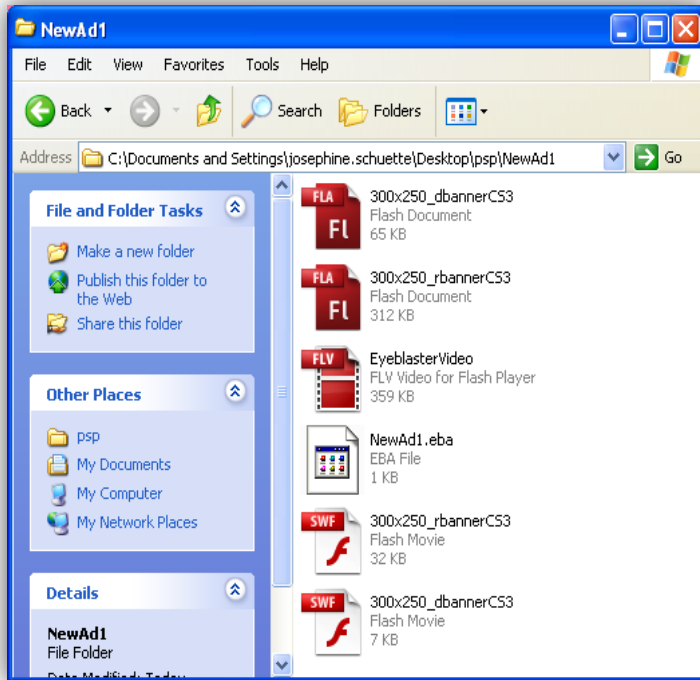 NewAd1
File Edit View Favorites Tools Help
Back Search Folders
Address C:\Documents and Settings\josephine.schuette\Desktop\psp\NewAd1 Go
File and Folder Tasks
Make a new folder
Publish this folder to
the Web
Share this folder
Other Places
psp
My Documents
My Computer
My Network Places
Details
NewAd1
File Folder
Date Modified: Today,
FLA
FL
300x250_dbannerCS3
Flash Document
65 KB
FLA
FL
300x250_rbannerCS3
Flash Document
312 KB
FLV
EyeblasterVideo
FLV Video for Flash Player
359 KB
NewAd1.eba
EBA File
1 KB
SWF
300x250_rbannerCS3
Flash Movie
32 KB
SWF
300x250_dbannerCS3
Flash Movie
7 KB